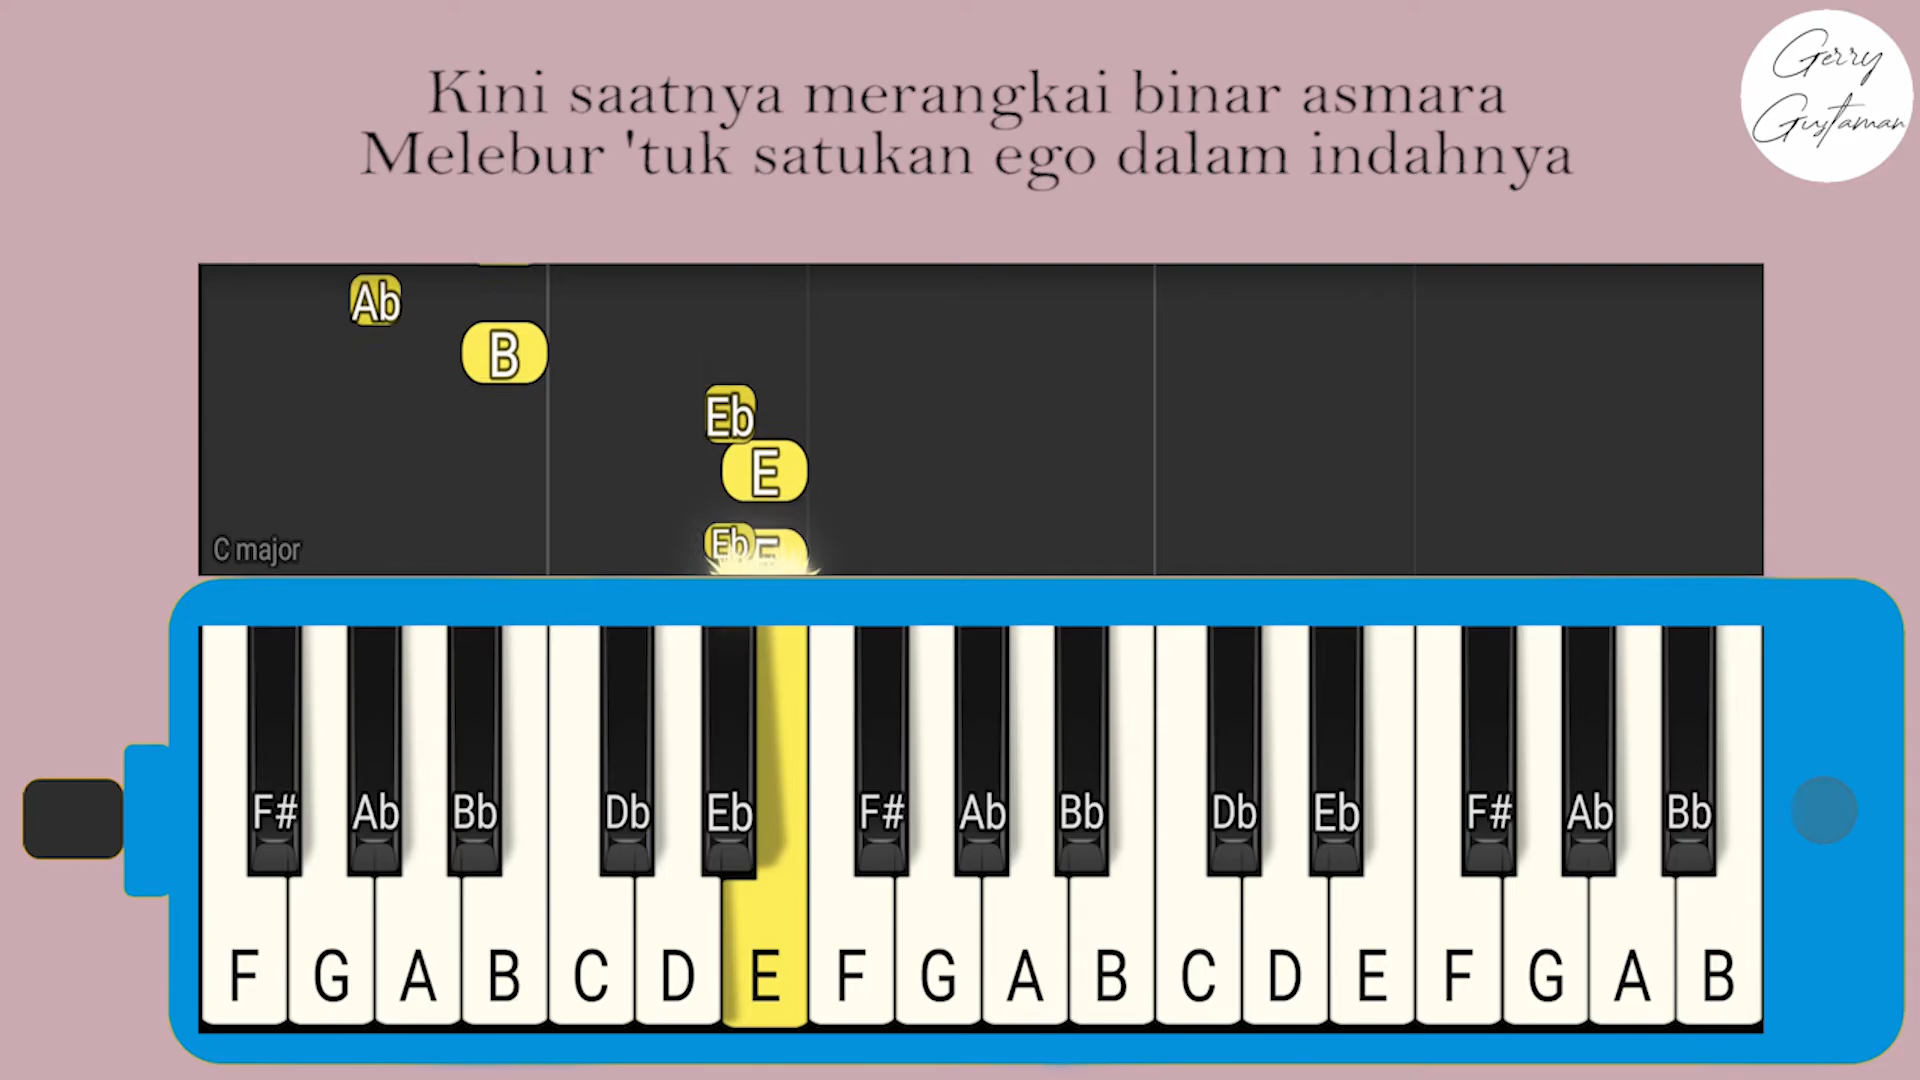 Kini saatnya merangkai binar asmara
Melebur 'tuk satukan ego dalam indahnya
Gerry
Gustaman
Ab
B
Eb
E
Eb E
C major
F# Ab Bb Db Eb F# Ab Bb Db Eb F# Ab Bb
F G A B C D E F G A B C D E F G A B